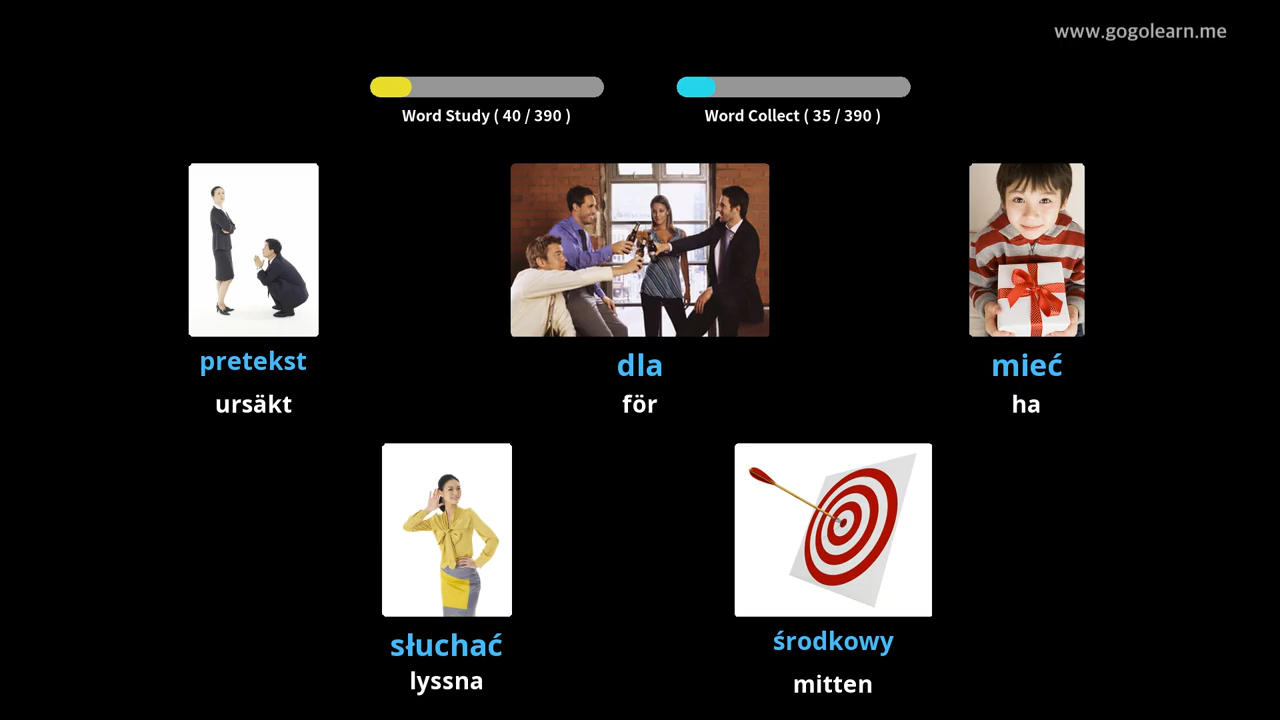 www.gogolearn.me
Word Study ( 40 / 390 )
Word Collect ( 35 / 390 )
pretekst
ursäkt
dla
för
mieć
ha
słuchać
lyssna
środkowy
mitten